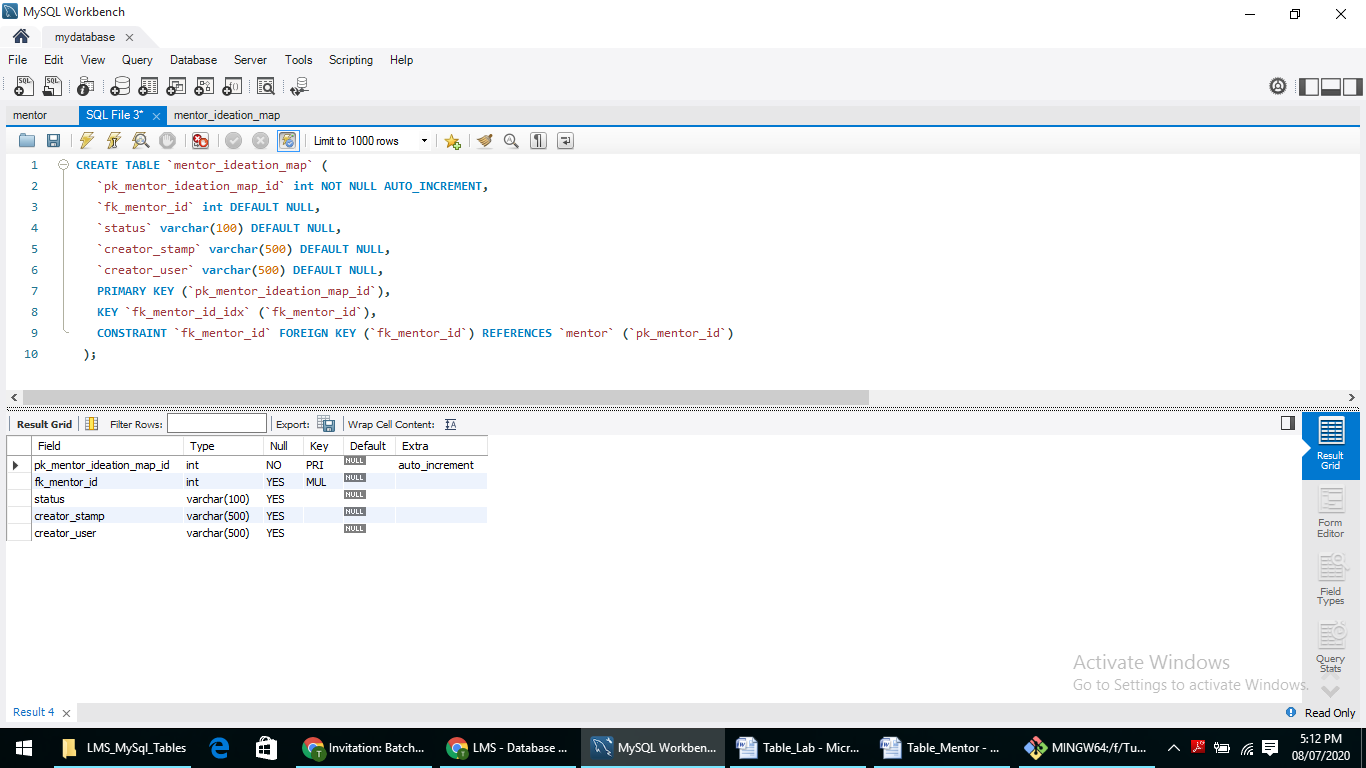 MySQL Workbench
mydatabase
File Edit View Query Database Server Tools Scripting Help
mentor SQL File 3* mentor_ideation_map
Limit to 1000 rows
1 CREATE TABLE `mentor_ideation_map` (
2 `pk_mentor_ideation_map_id` int NOT NULL AUTO_INCREMENT,
3 `fk_mentor_id` int DEFAULT NULL,
4 `status` varchar(100) DEFAULT NULL,
5 `creator_stamp` varchar(500) DEFAULT NULL,
6 `creator_user` varchar(500) DEFAULT NULL,
7 PRIMARY KEY (`pk_mentor_ideation_map_id`),
8 KEY `fk_mentor_id_idx` (`fk_mentor_id`),
9 CONSTRAINT `fk_mentor_id` FOREIGN KEY (`fk_mentor_id`) REFERENCES `mentor` (`pk_mentor_id`)
10 );
Result Grid Filter Rows: Export: Wrap Cell Content:
Field Type Null Key Default Extra
pk_mentor_ideation_map_id int NO PRI NULL auto_increment
fk_mentor_id int YES MUL NULL
status varchar(100) YES NULL
creator_stamp varchar(500) YES NULL
creator_user varchar(500) YES NULL
Result
Grid
Form
Editor
Field
Types
Query
Stats
Activate Windows
Go to Settings to activate Windows.
Result 4
Read Only
LMS_MySql_Tables Invitation: Batch... LMS - Database ... MySQL Workben... Table_Lab - Micr... Table_Mentor - ... MINGW64:/f/Tu...
5:12 PM
08/07/2020